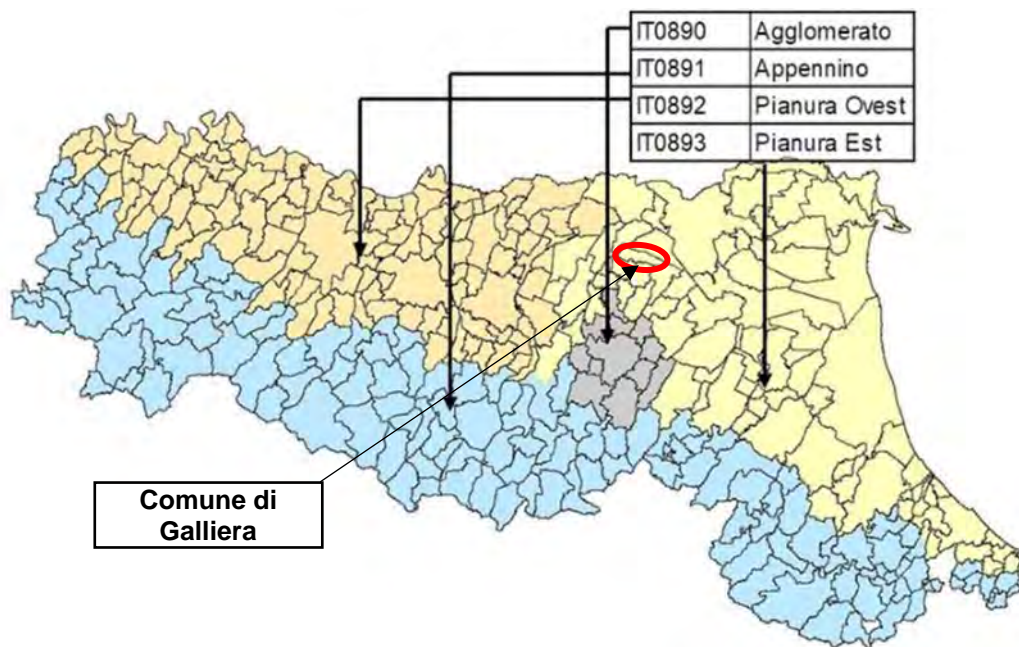 IT0890 Agglomerato
IT0891 Appennino
IT0892 Pianura Ovest
IT0893 Pianura Est
Comune di
Galliera